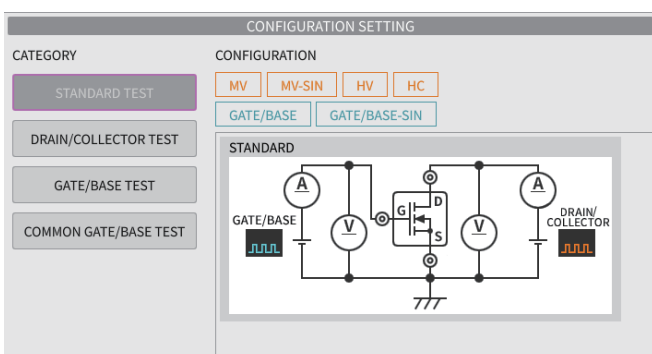 CONFIGURATION SETTING
CATEGORY
CONFIGURATION
STANDARD TEST
MV
MV-SIN
HV
HC
GATE/BASE
GATE/BASE-SIN
DRAIN/COLLECTOR TEST
GATE/BASE TEST
COMMON GATE/BASE TEST
STANDARD
A
A
G
D
S
V
V
GATE/BASE
DRAIN/
COLLECTOR